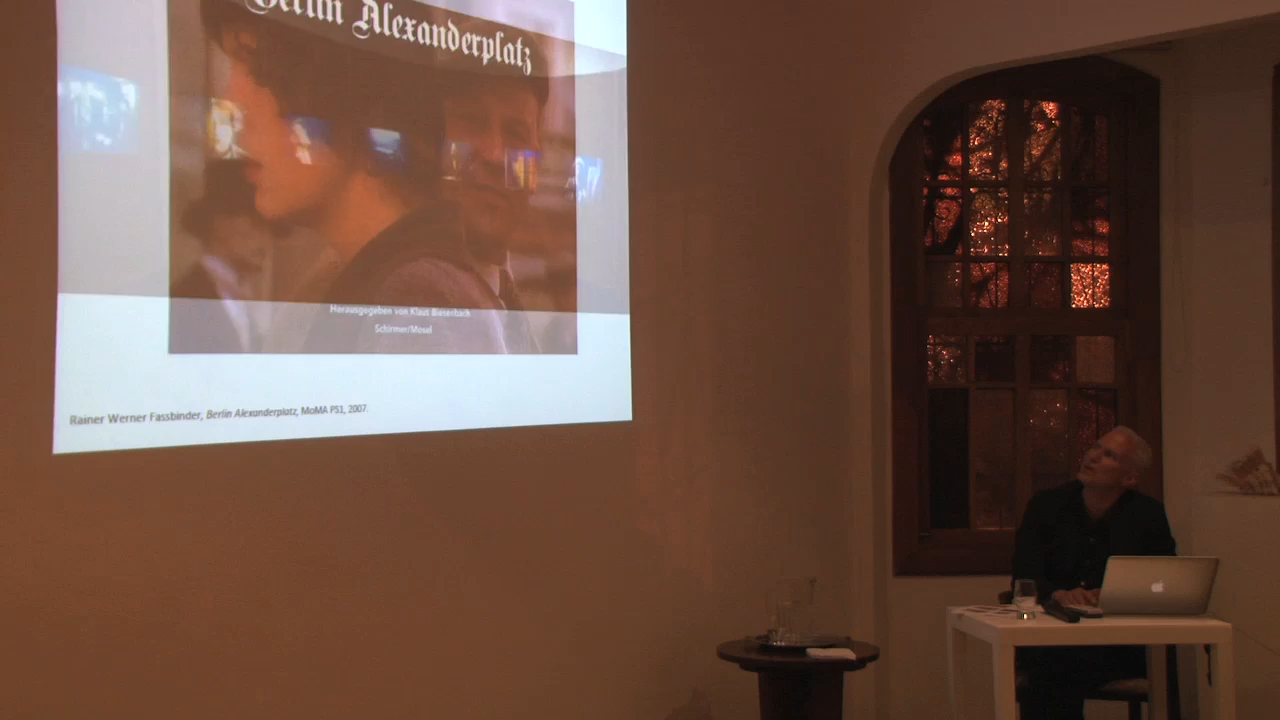 Berlin Alexanderplatz
Herausgegeben von Klaus Biesenbach
Schirmer/Mosel
Rainer Werner Fassbinder, Berlin Alexanderplatz, MoMA PS1, 2007.